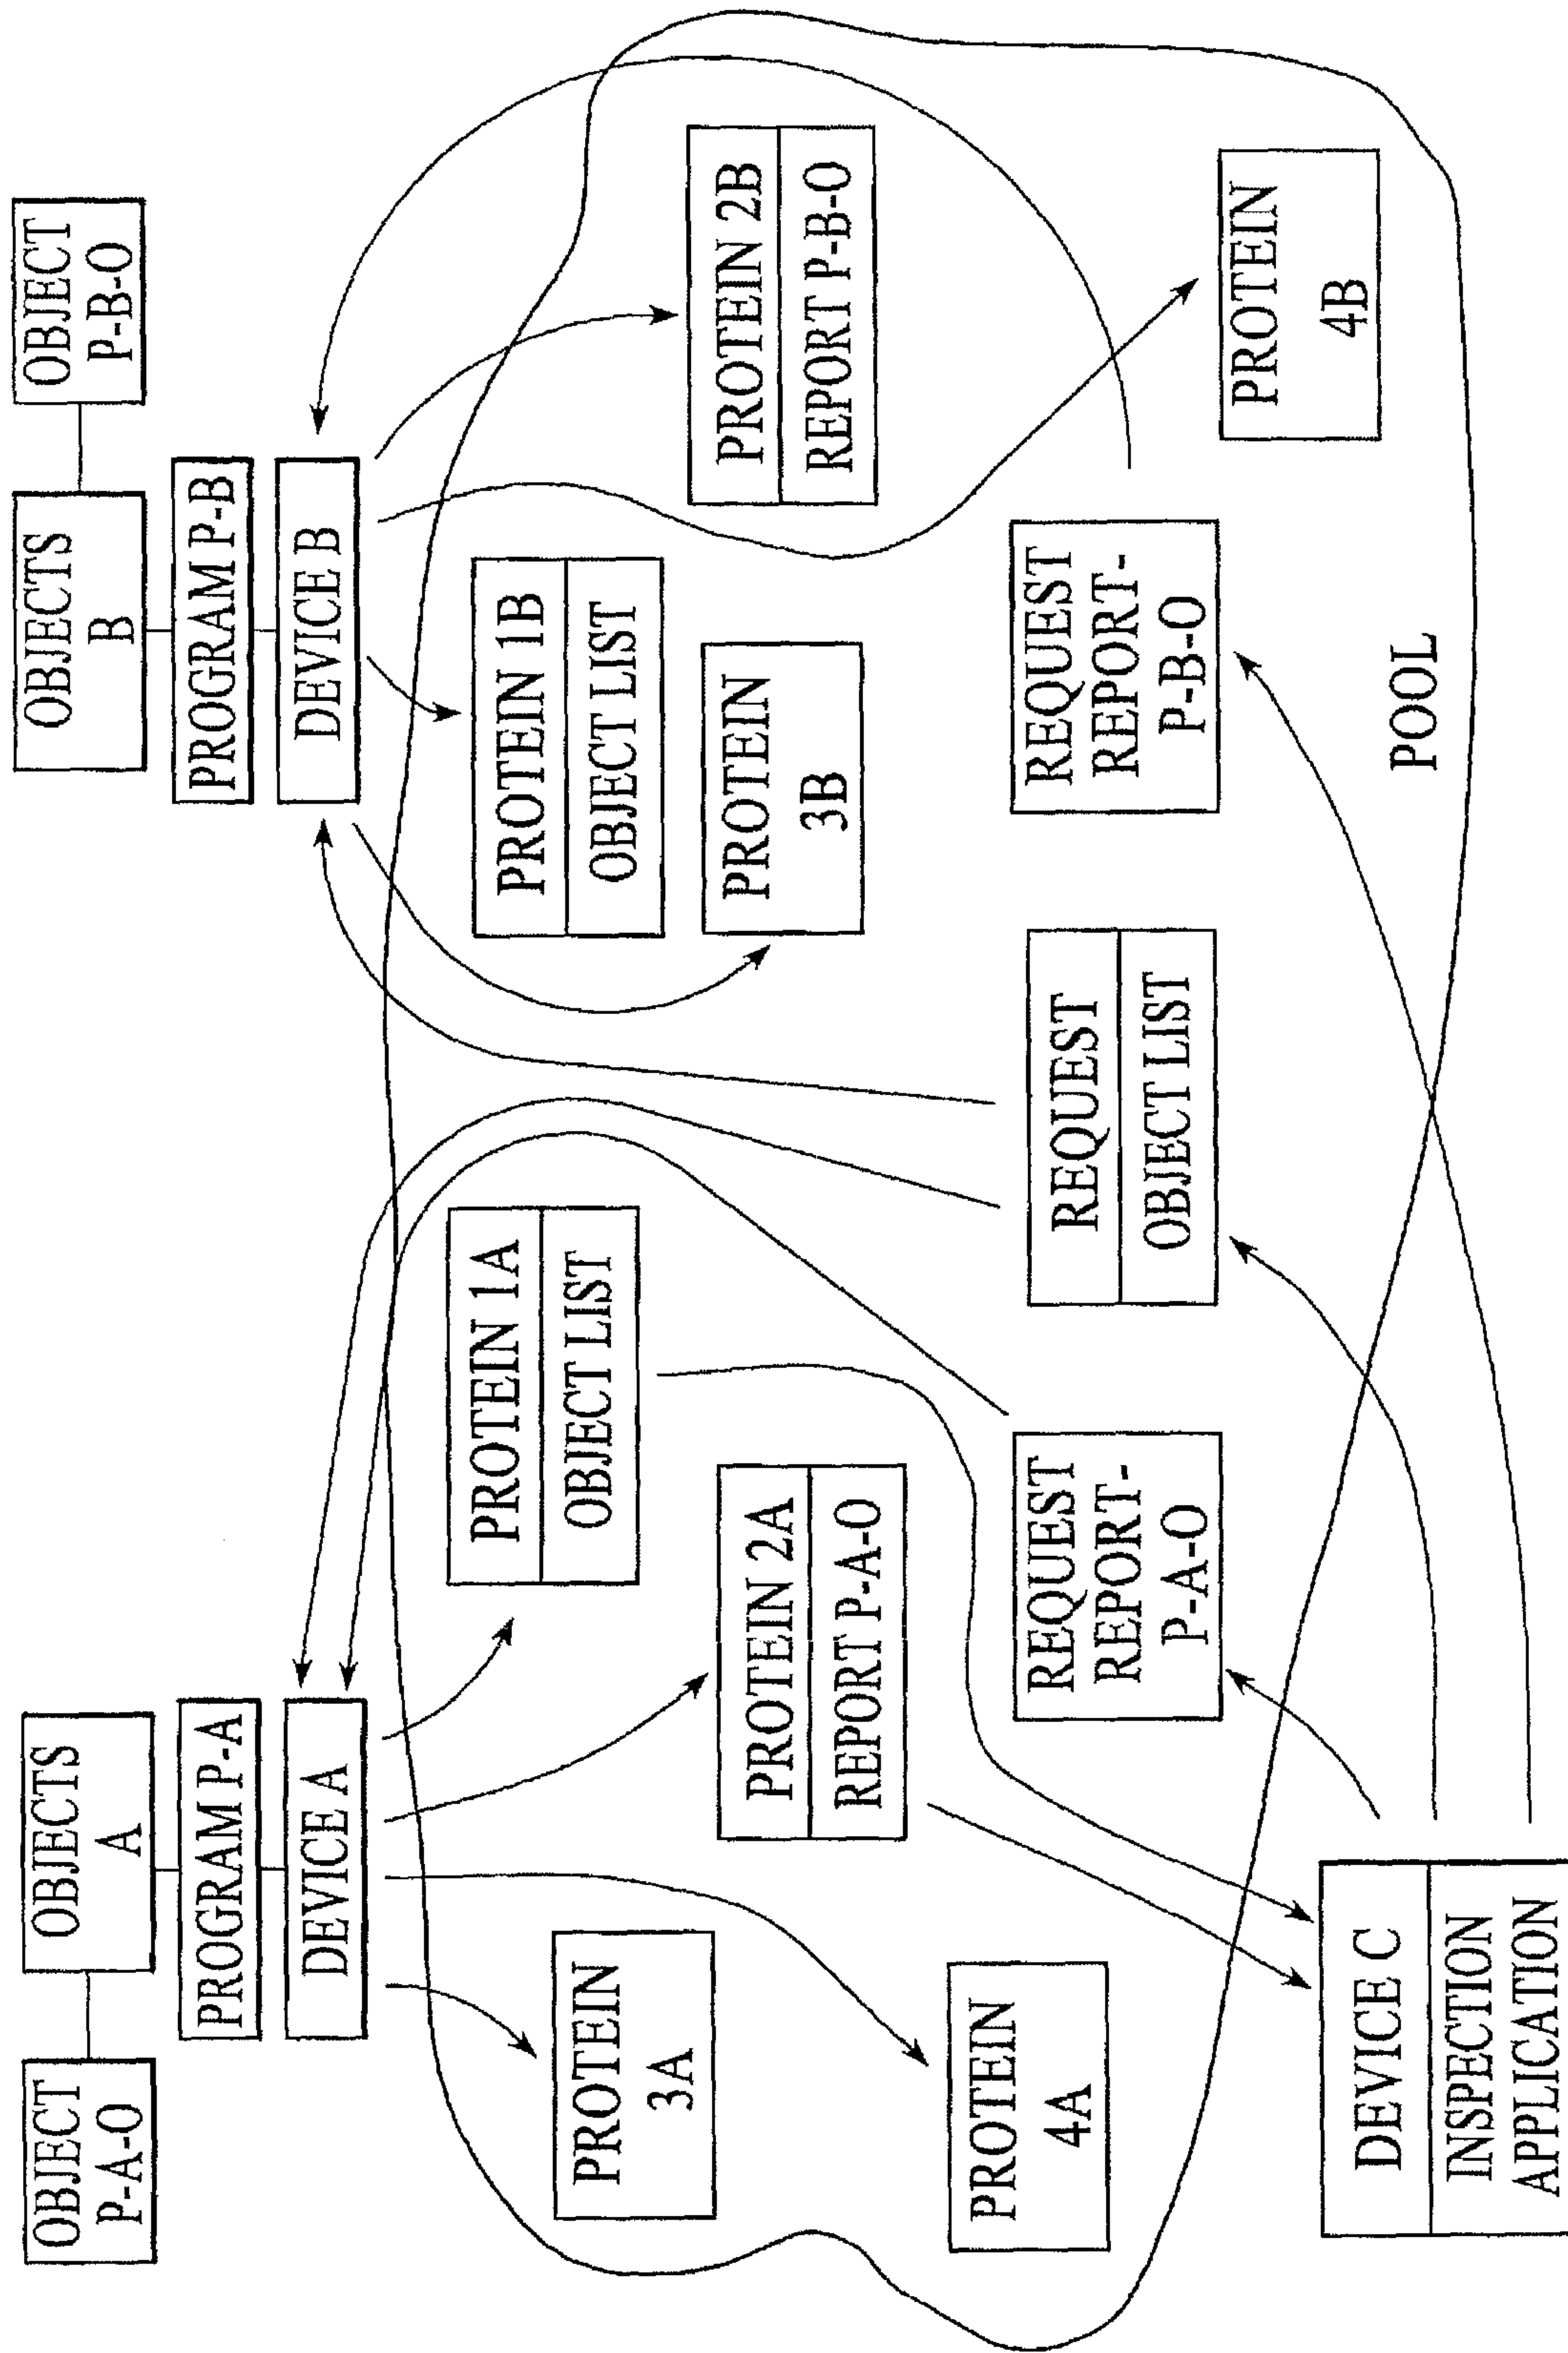 OBJECT
P-A-O
OBJECTS
A
OBJECTS
B
OBJECT
P-B-O
PROGRAM P-A
PROGRAM P-B
DEVICE A
DEVICE B
PROTEIN 1A
OBJECT LIST
PROTEIN 1B
OBJECT LIST
PROTEIN
3A
PROTEIN 2A
REPORT P-A-O
PROTEIN
3B
PROTEIN 2B
REPORT P-B-O
PROTEIN
4A
REQUEST
REPORT-
P-A-O
REQUEST
OBJECT LIST
REQUEST
REPORT-
P-B-O
PROTEIN
4B
POOL
DEVICE C
INSPECTION
APPLICATION